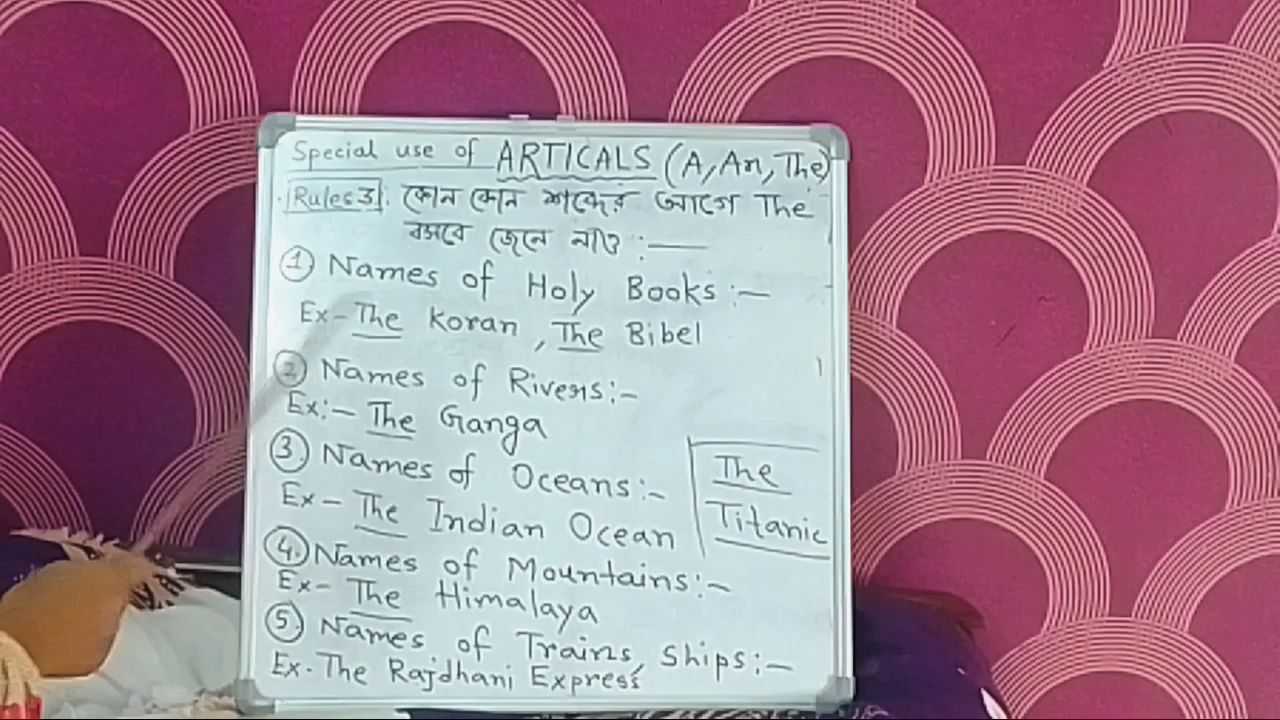 Special use of ARTICALS (A, An, The)
Rules 3. কোন কোন শব্দের আগে The
বসবে জেনে নাও :—
① Names of Holy Books :—
Ex- The Koran, The Bibel
② Names of Rivers:-
Ex:- The Ganga
③. Names of Oceans:-
Ex- The Indian Ocean
The
Titanic
④. Names of Mountains:-
Ex- The Himalaya
⑤. Names of Trains, Ships:-
Ex. The Rajdhani Express